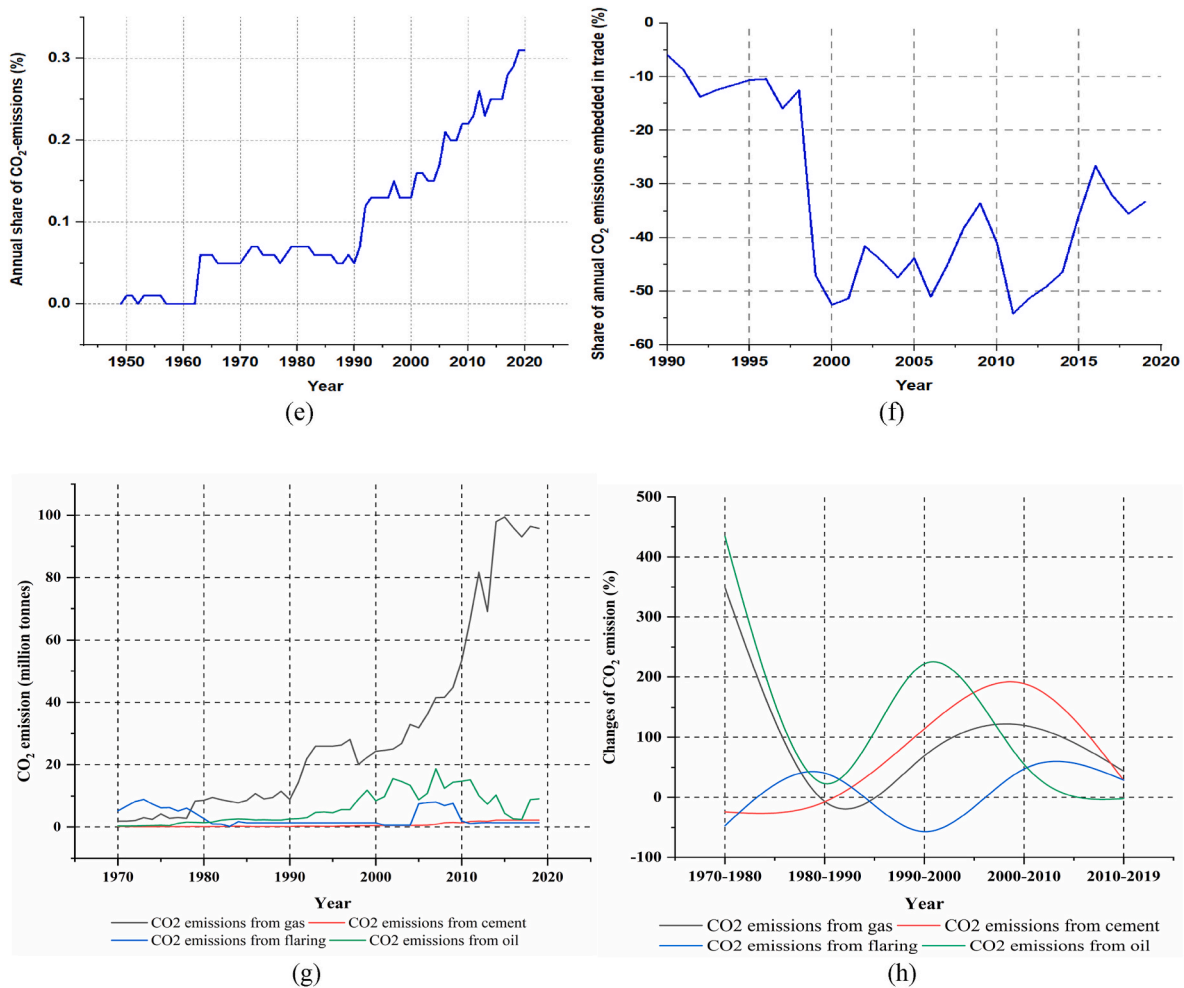 Annual share of CO2-emissions (%)
0.3
0.2
0.1
0.0
1950 1960 1970 1980 1990 2000 2010 2020
Year
(e)
Share of annual CO2 emissions embedded in trade (%)
0
-10
-20
-30
-40
-50
-60
1990 1995 2000 2005 2010 2015 2020
Year
(f)
CO2 emission (million tonnes)
100
80
60
40
20
0
1970 1980 1990 2000 2010 2020
Year
CO2 emissions from gas CO2 emissions from cement
CO2 emissions from flaring CO2 emissions from oil
(g)
Changes of CO2 emission (%)
500
400
300
200
100
0
-100
1970-1980 1980-1990 1990-2000 2000-2010 2010-2019
Year
CO2 emissions from gas CO2 emissions from cement
CO2 emissions from flaring CO2 emissions from oil
(h)